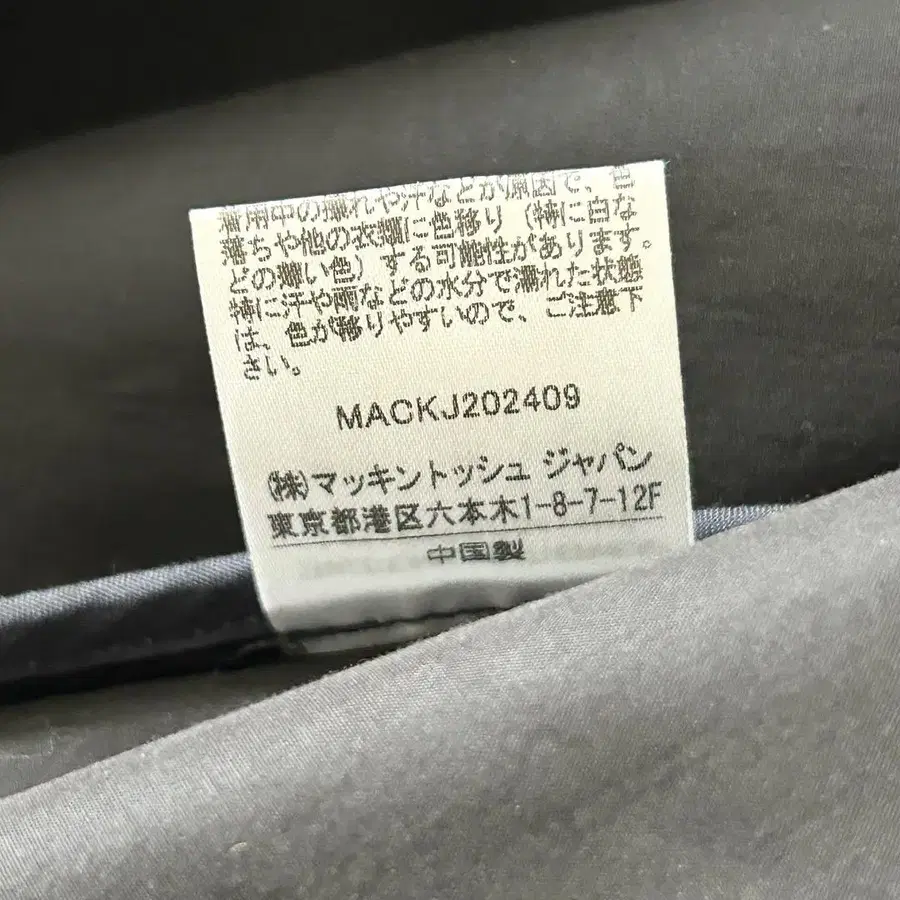 着用中の擦れや汗などが原因で、色
落ちや他の衣類に色移り（特に白な
どの薄い色）する可能性があります。
特に汗や雨などの水分で濡れた状態
は、色が移りやすいので、ご注意下
さい。
MACKJ202409
(株)マッキントッシュ ジャパン
東京都港区六本木1-8-7-12F
中国製